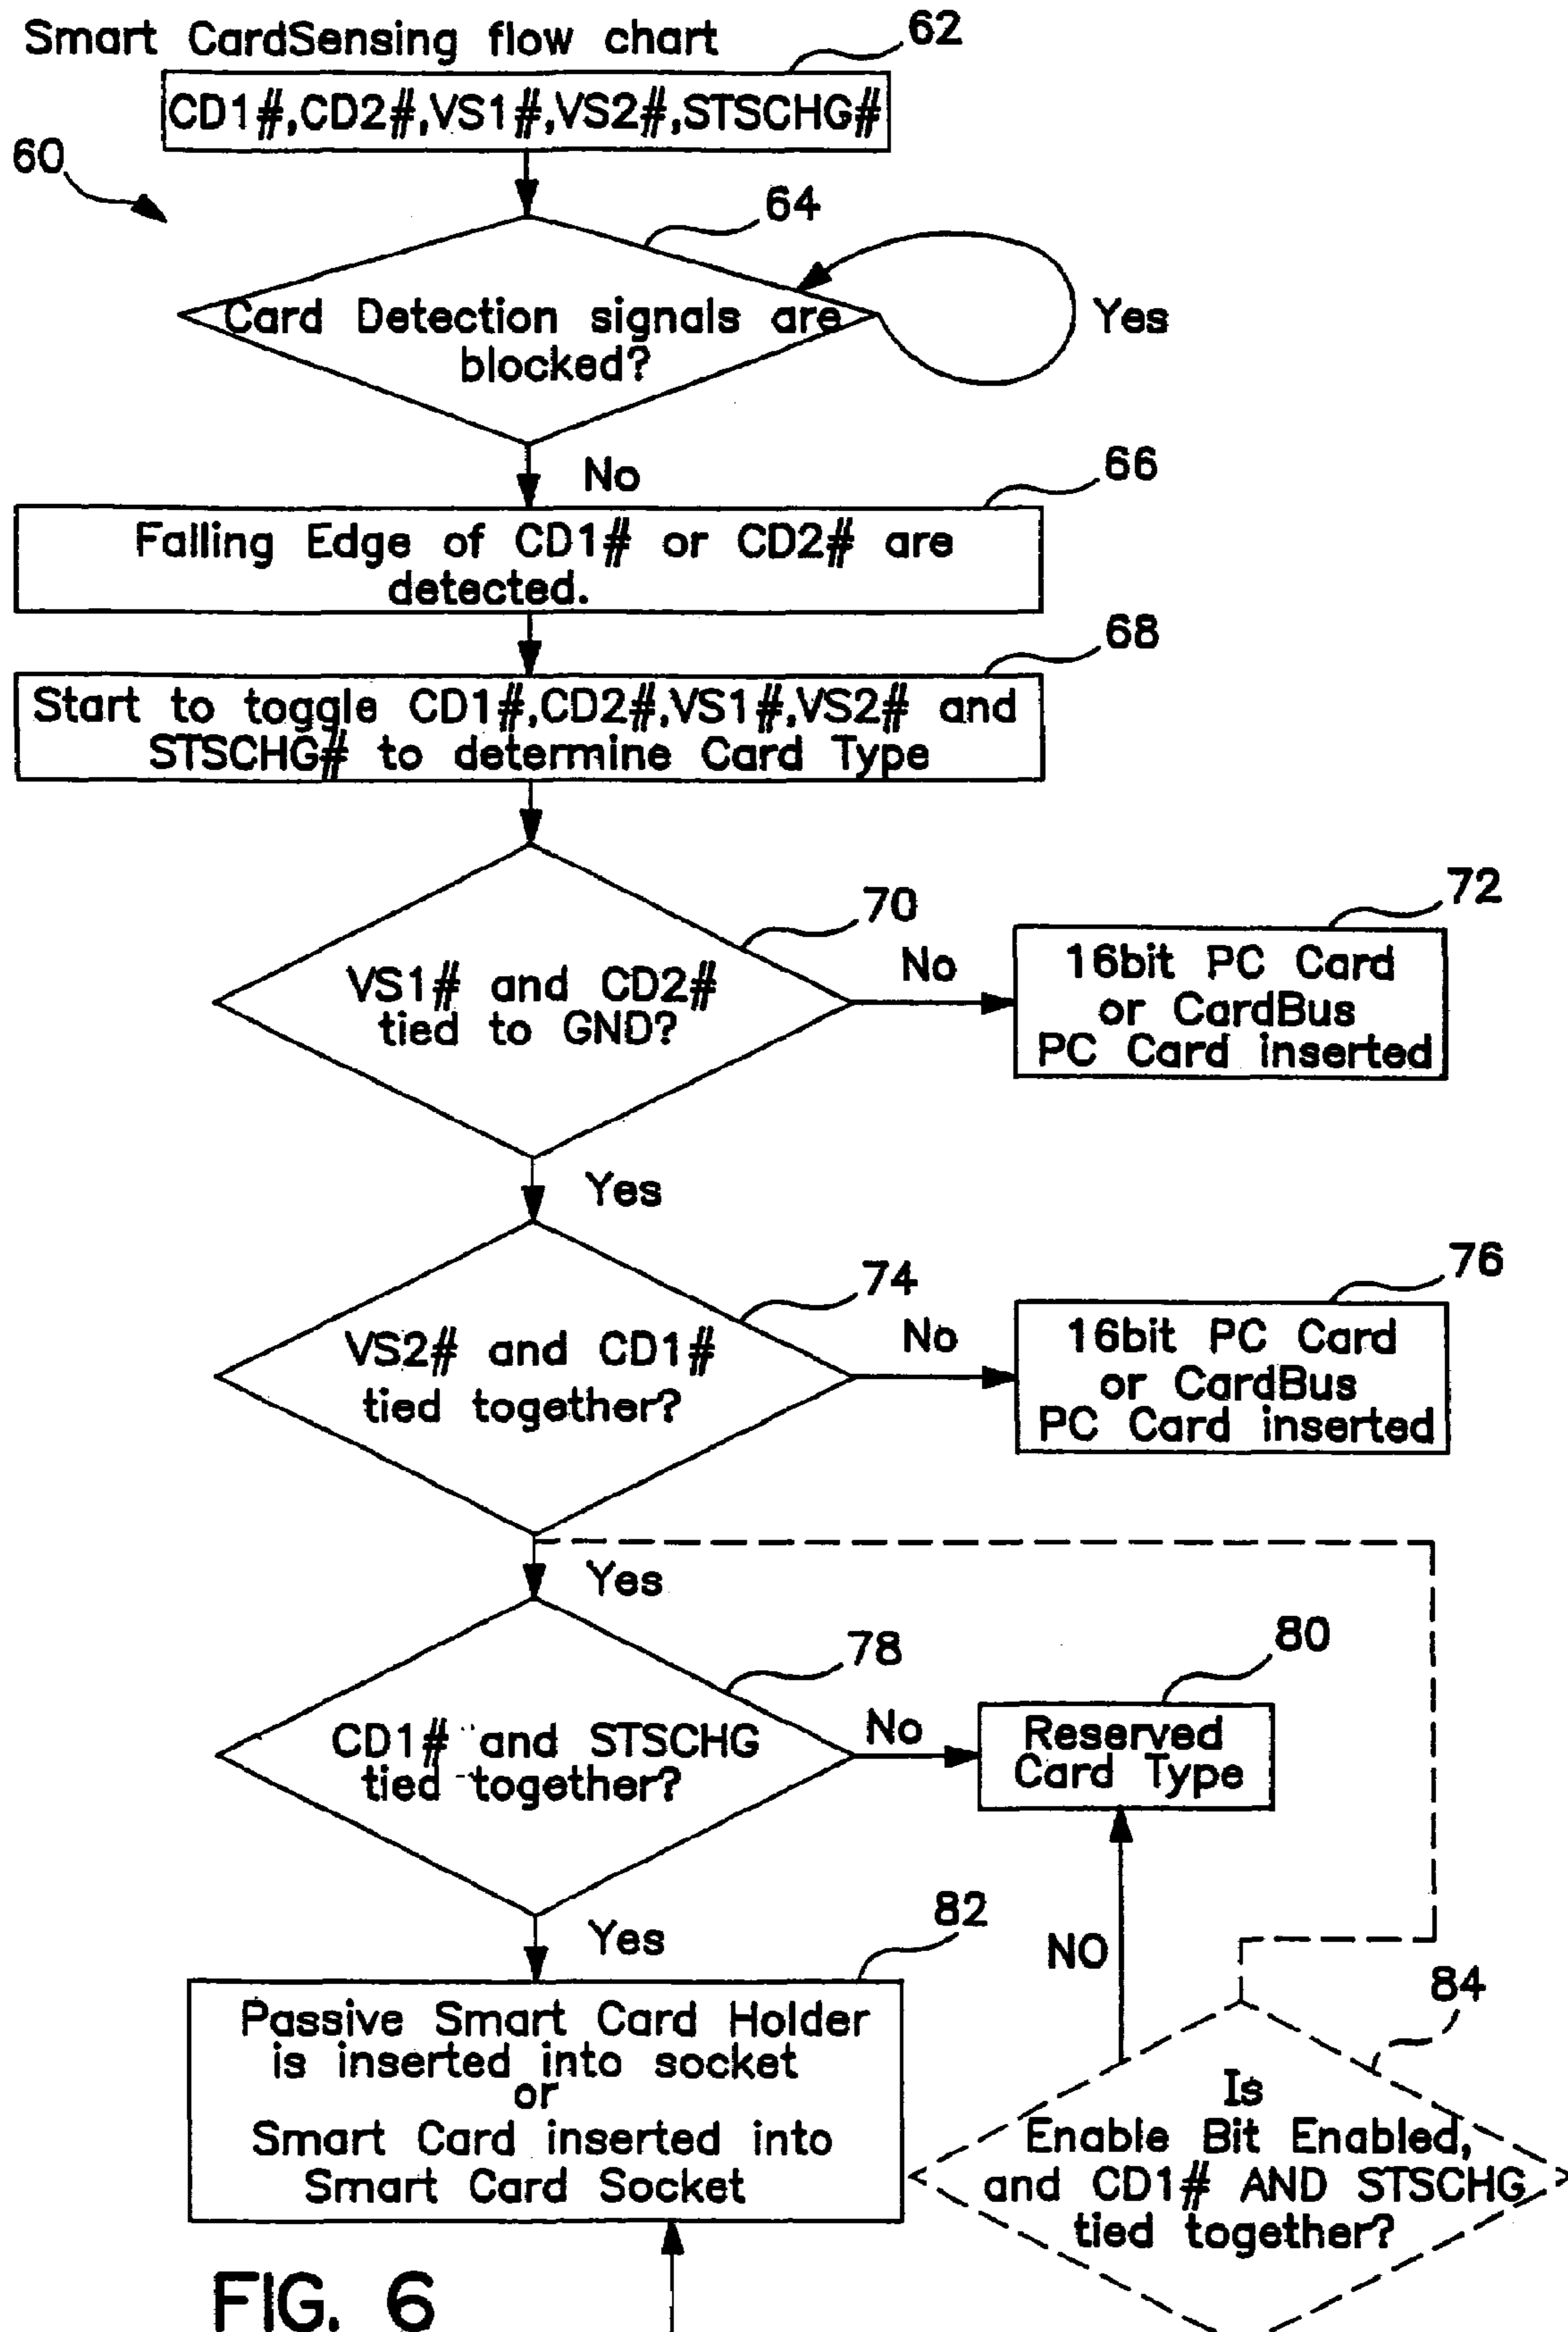 Smart CardSensing flow chart
62
CD1#,CD2#,VS1#,VS2#,STSCHG#
60
64
Card Detection signals are
blocked?
Yes
No
66
Falling Edge of CD1# or CD2# are
detected.
68
Start to toggle CD1#,CD2#,VS1#,VS2# and
STSCHG# to determine Card Type
70
VS1# and CD2#
tied to GND?
No
72
16bit PC Card
or CardBus
PC Card inserted
Yes
74
VS2# and CD1#
tied together?
No
76
16bit PC Card
or CardBus
PC Card inserted
Yes
78
CD1# and STSCHG
tied together?
No
80
Reserved
Card Type
Yes
82
Passive Smart Card Holder
is inserted into socket
or
Smart Card inserted into
Smart Card Socket
NO
84
Is
Enable Bit Enabled,
and CD1# AND STSCHG
tied together?
FIG. 6